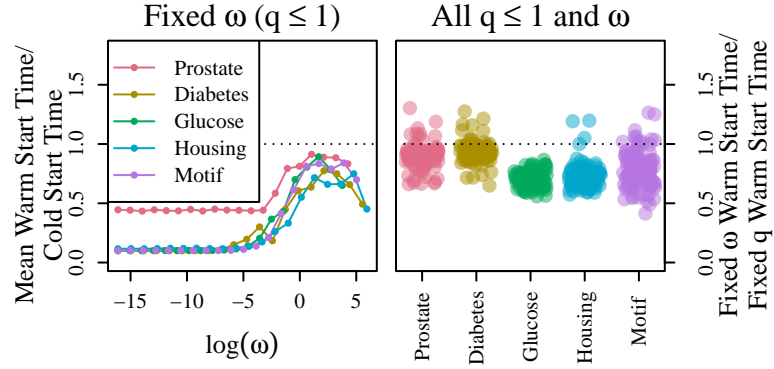 Fixed ω (q ≤ 1)
Mean Warm Start Time/
Cold Start Time
0.0
0.5
1.0
1.5
Prostate
Diabetes
Glucose
Housing
Motif
−15
−10
−5
0
5
log(ω)
All q ≤ 1 and ω
Prostate
Diabetes
Glucose
Housing
Motif
0.0
0.5
1.0
1.5
Fixed ω Warm Start Time/
Fixed q Warm Start Time